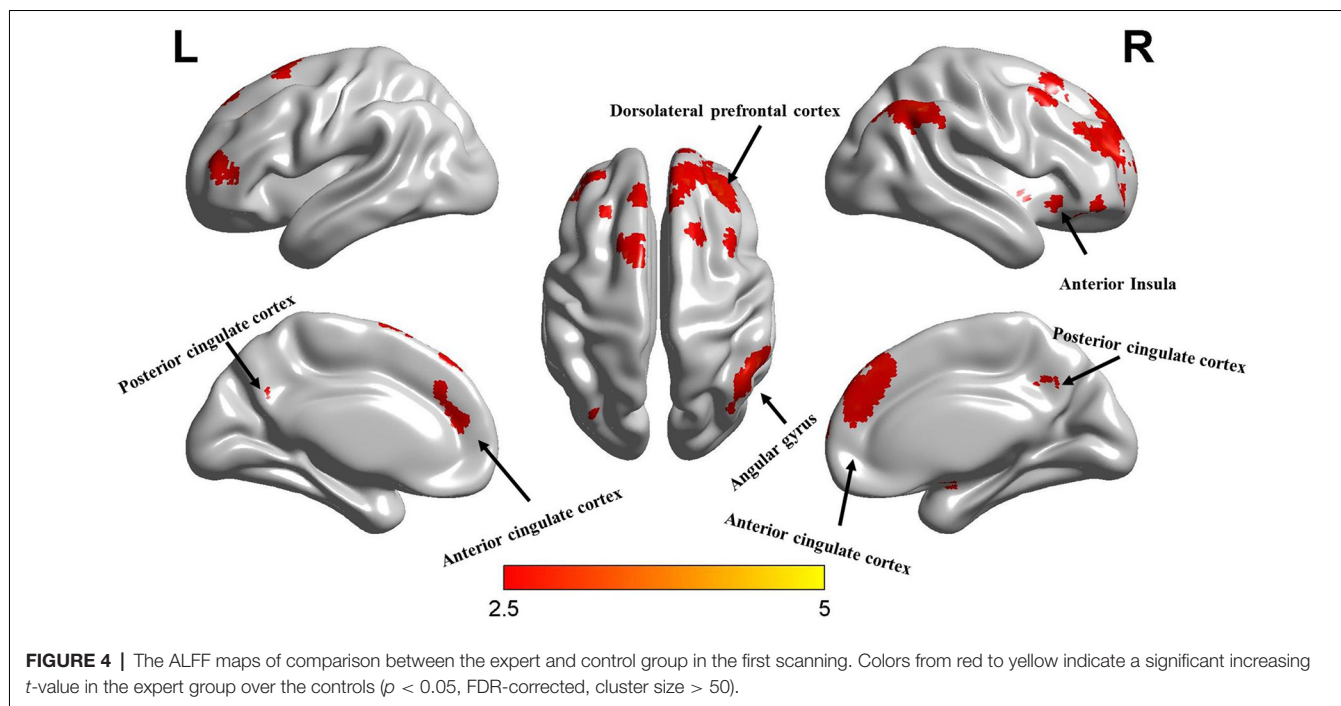 L
R
Dorsolateral prefrontal cortex
Anterior Insula
Posterior cingulate cortex
Posterior cingulate cortex
Angular gyrus
Anterior cingulate cortex
Anterior cingulate cortex
2.5
5
FIGURE 4 | The ALFF maps of comparison between the expert and control group in the first scanning. Colors from red to yellow indicate a significant increasing
t-value in the expert group over the controls (p < 0.05, FDR-corrected, cluster size > 50).